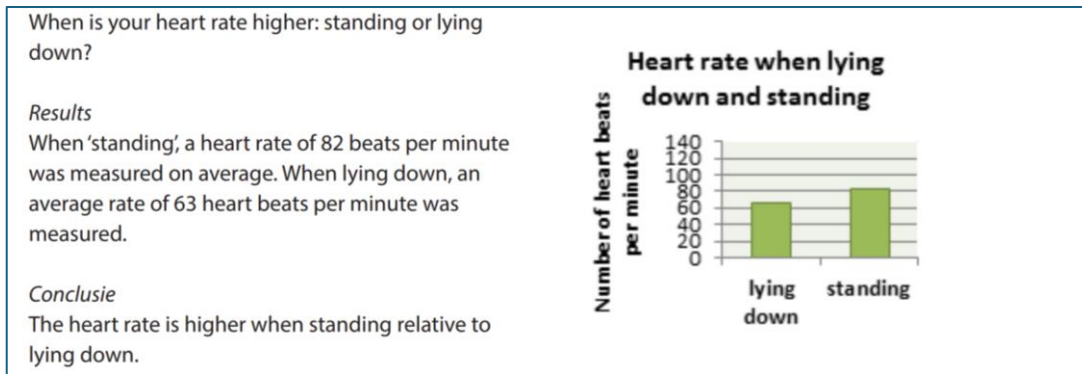 When is your heart rate higher: standing or lying
down?
Results
When ‘standing’, a heart rate of 82 beats per minute
was measured on average. When lying down, an
average rate of 63 heart beats per minute was
measured.
Conclusie
The heart rate is higher when standing relative to
lying down.
Heart rate when lying
down and standing
Number of heart beats
per minute
140
120
100
80
60
40
20
0
lying
down
standing